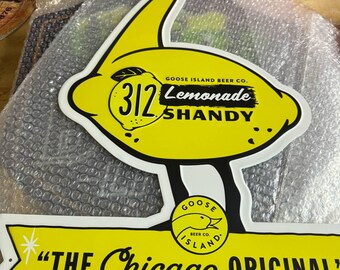 GOOSE ISLAND BEER CO.
312 Lemonade
SHANDY
GOOSE
BEER CO.
ISLAND.
"THE Chicago ORIGINAL"